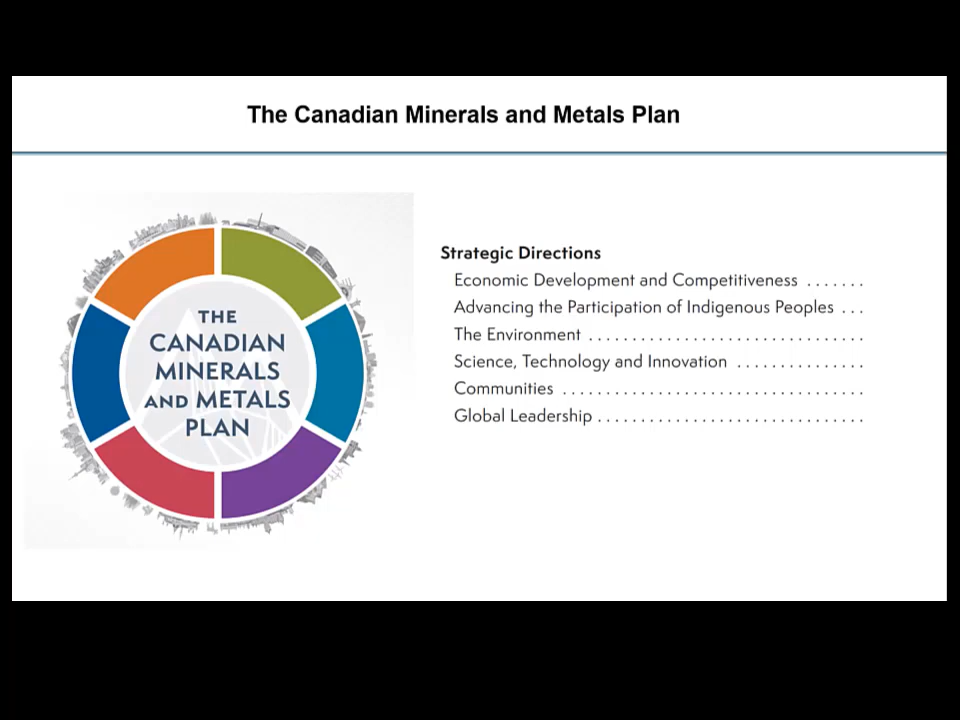 The Canadian Minerals and Metals Plan
THE
CANADIAN
MINERALS
AND METALS
PLAN
Strategic Directions
Economic Development and Competitiveness . . . . . . .
Advancing the Participation of Indigenous Peoples . . .
The Environment . . . . . . . . . . . . . . . . . . . . . . . . . . . . . . .
Science, Technology and Innovation . . . . . . . . . . . . . . .
Communities . . . . . . . . . . . . . . . . . . . . . . . . . . . . . . . . . .
Global Leadership . . . . . . . . . . . . . . . . . . . . . . . . . . . . . .